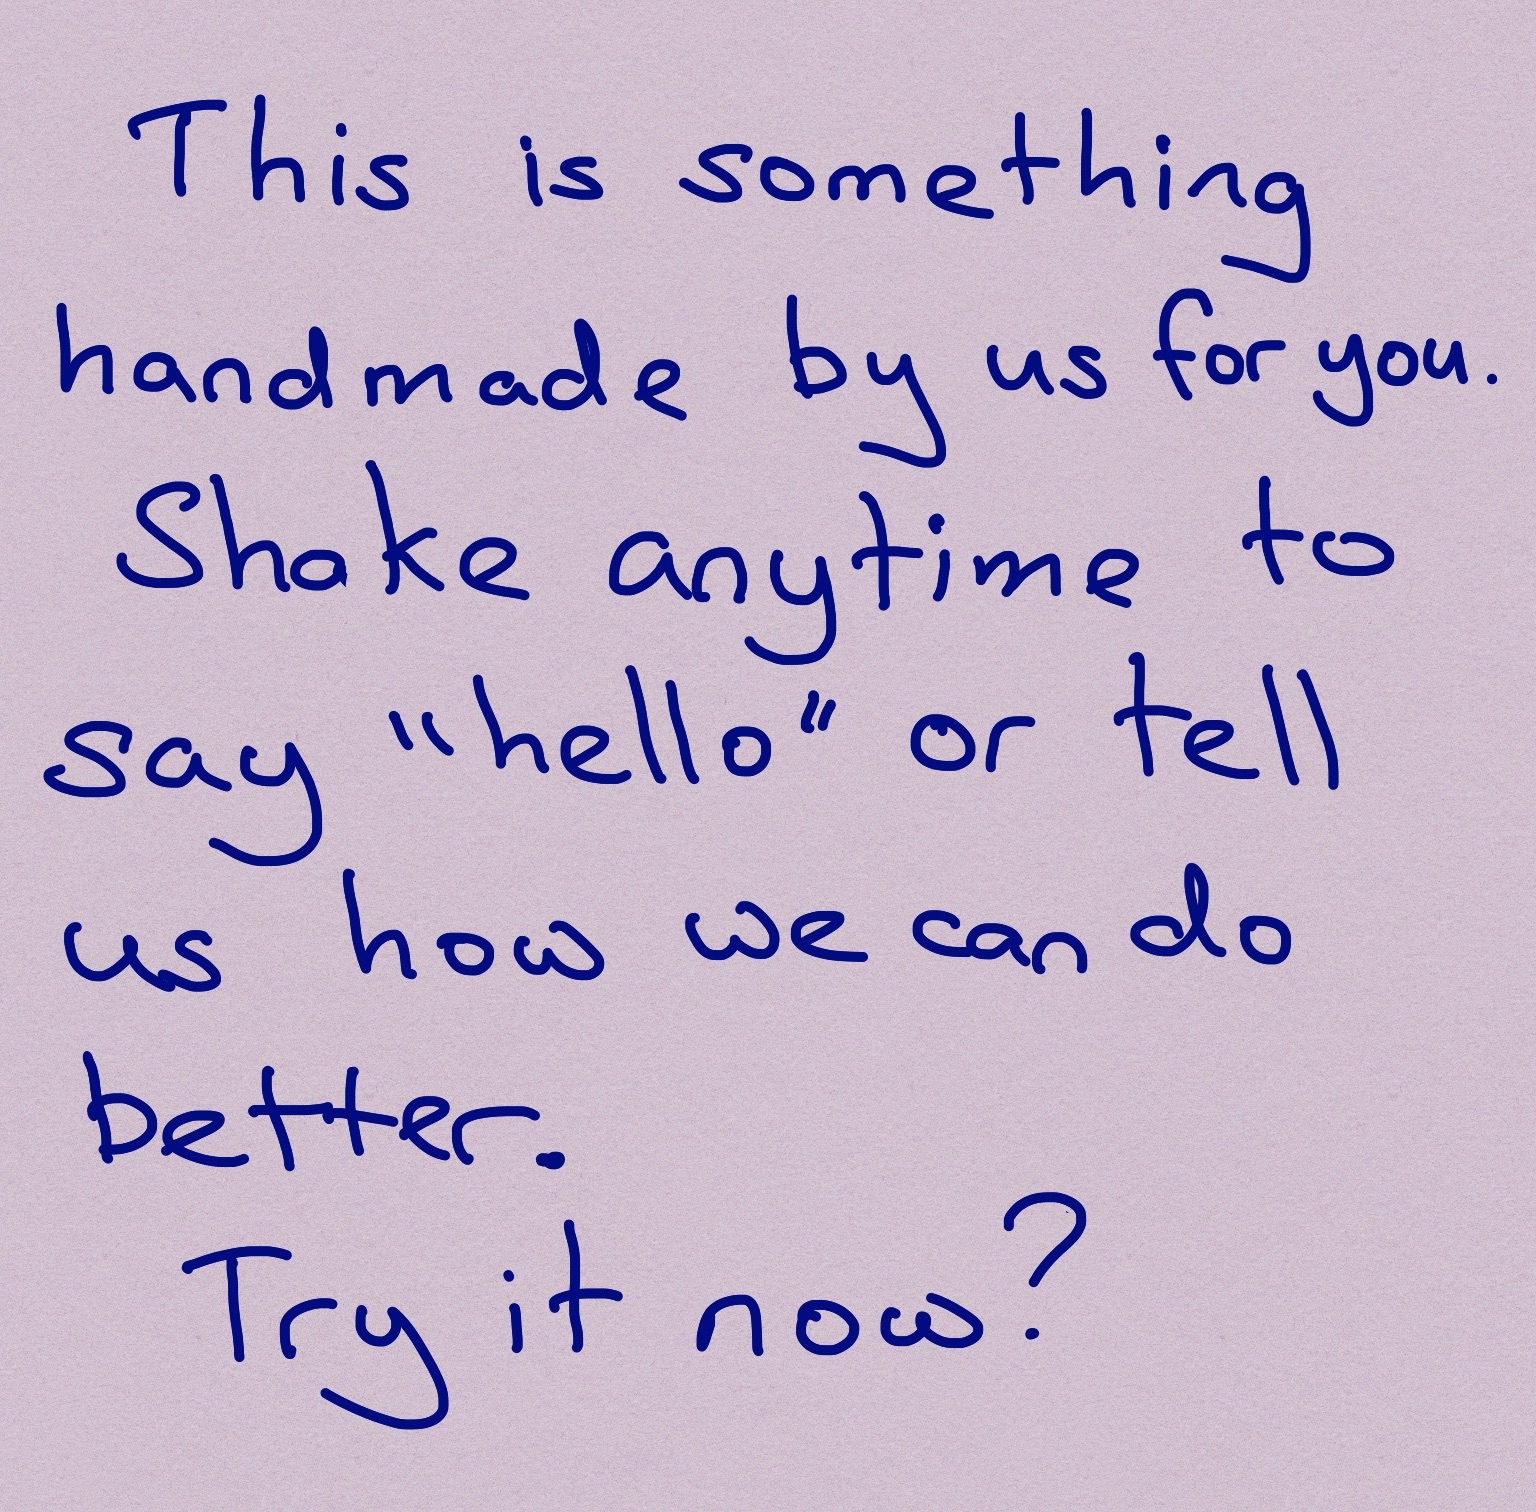 This is something
handmade by us for you.
Shake anytime to
say "hello" or tell
us how we can do
better.
Try it now?